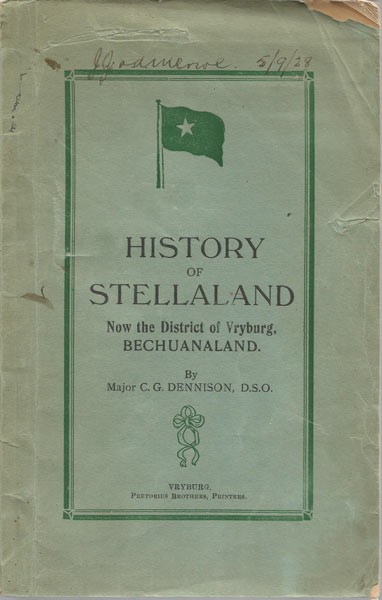 5/9/28
HISTORY
OF
STELLALAND
Now the District of Vryburg,
BECHUANALAND.
By
Major C. G. DENNISON, D.S.O.
VRYBURG,
PRETORIUS BROTHERS, PRINTERS.